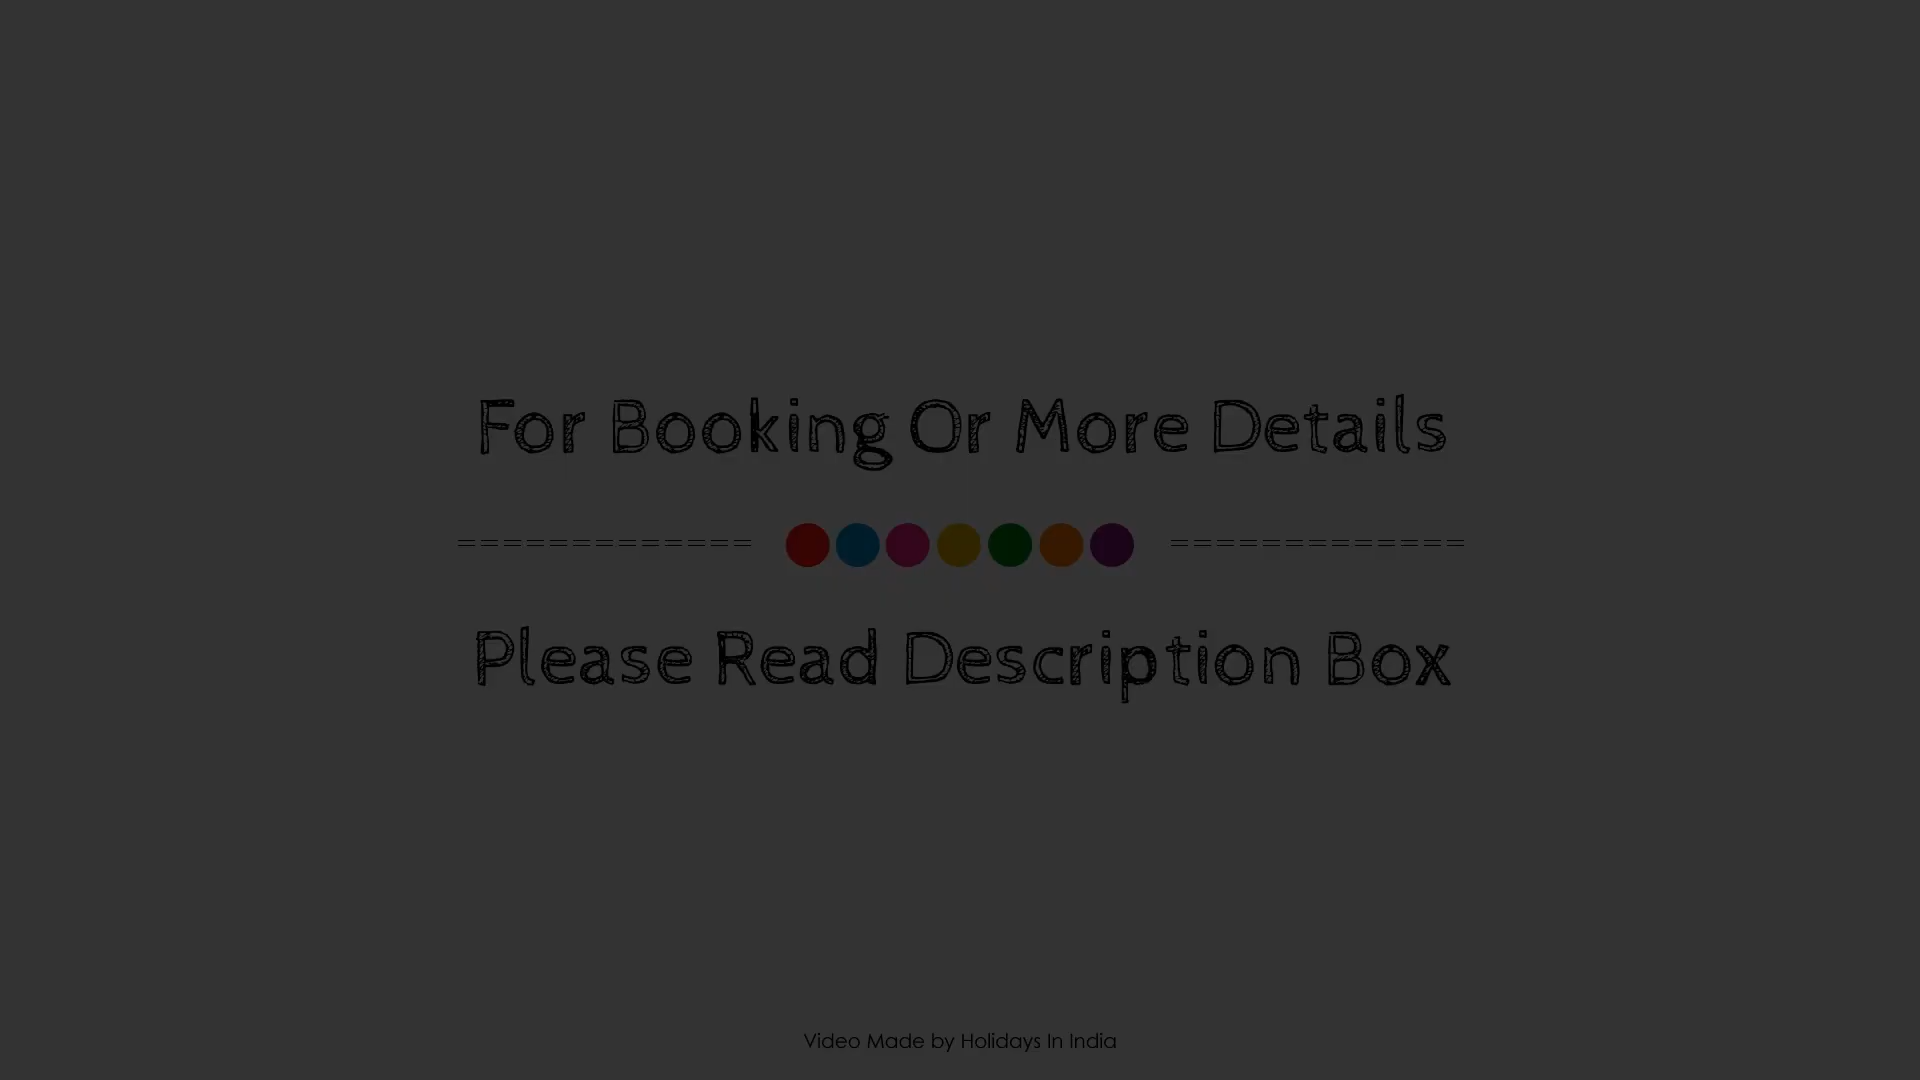 For Booking Or More Details
============= =============
Please Read Description Box
Video Made by Holidays In India